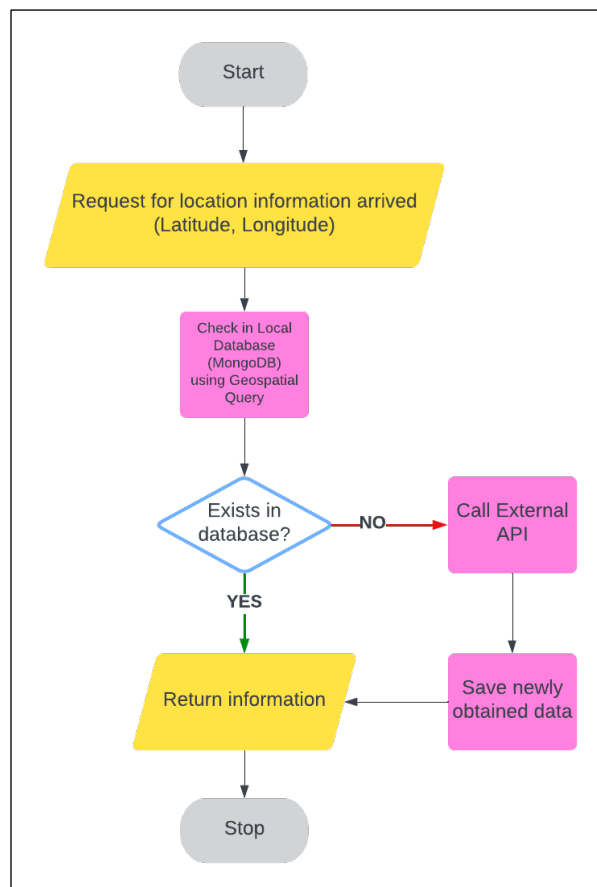 Start
Request for location information arrived
(Latitude, Longitude)
Check in Local
Database
(MongoDB)
using Geospatial
Query
Exists in
database?
NO
Call External
API
YES
Return information
Save newly
obtained data
Stop